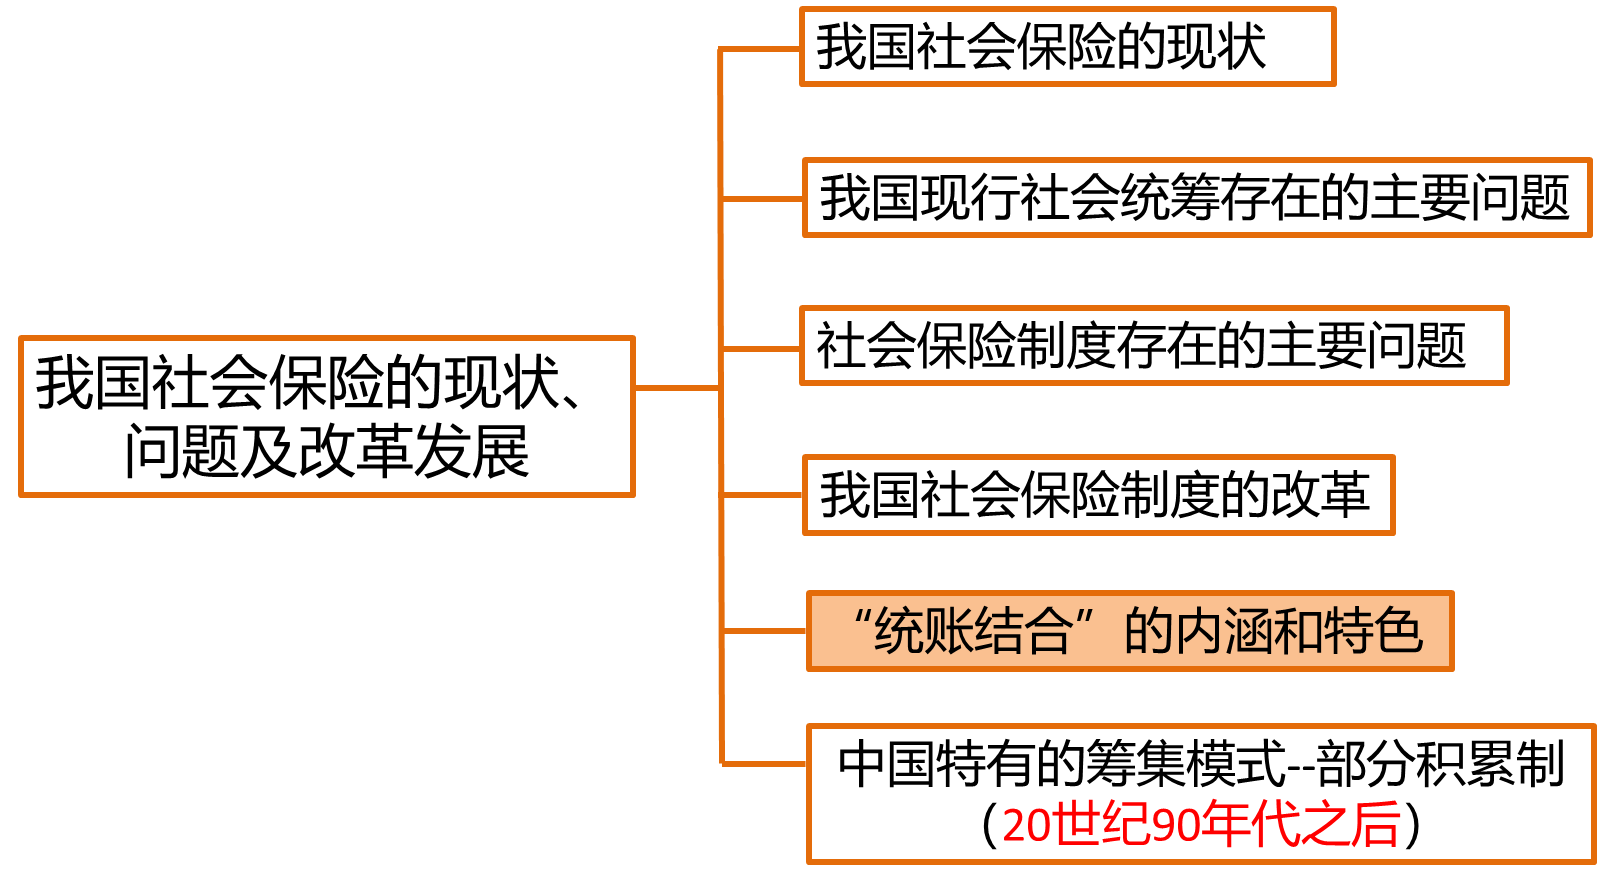 我国社会保险的现状
我国现行社会统筹存在的主要问题
社会保险制度存在的主要问题
我国社会保险的现状、
问题及改革发展
我国社会保险制度的改革
“统账结合”的内涵和特色
中国特有的筹集模式--部分积累制
（20世纪90年代之后）